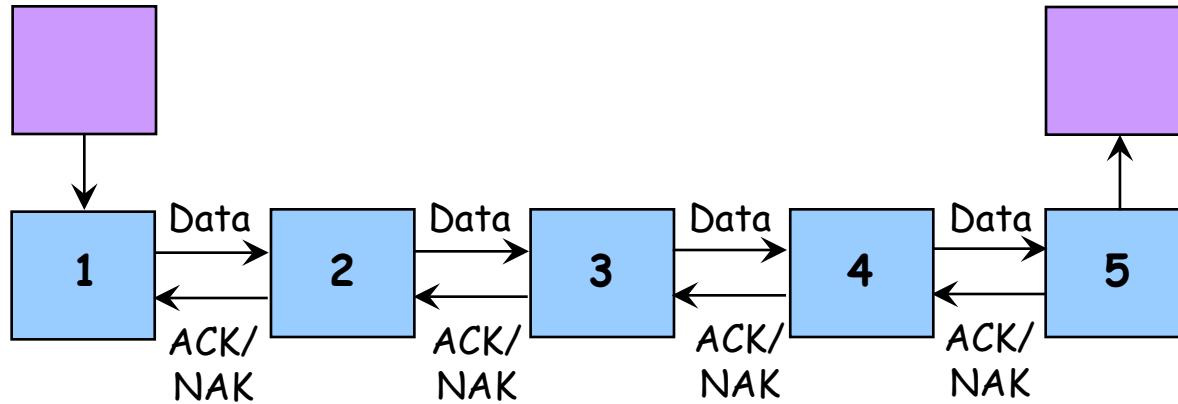 Data Data Data Data
1 2 3 4 5
ACK/ ACK/ ACK/ ACK/
NAK NAK NAK NAK